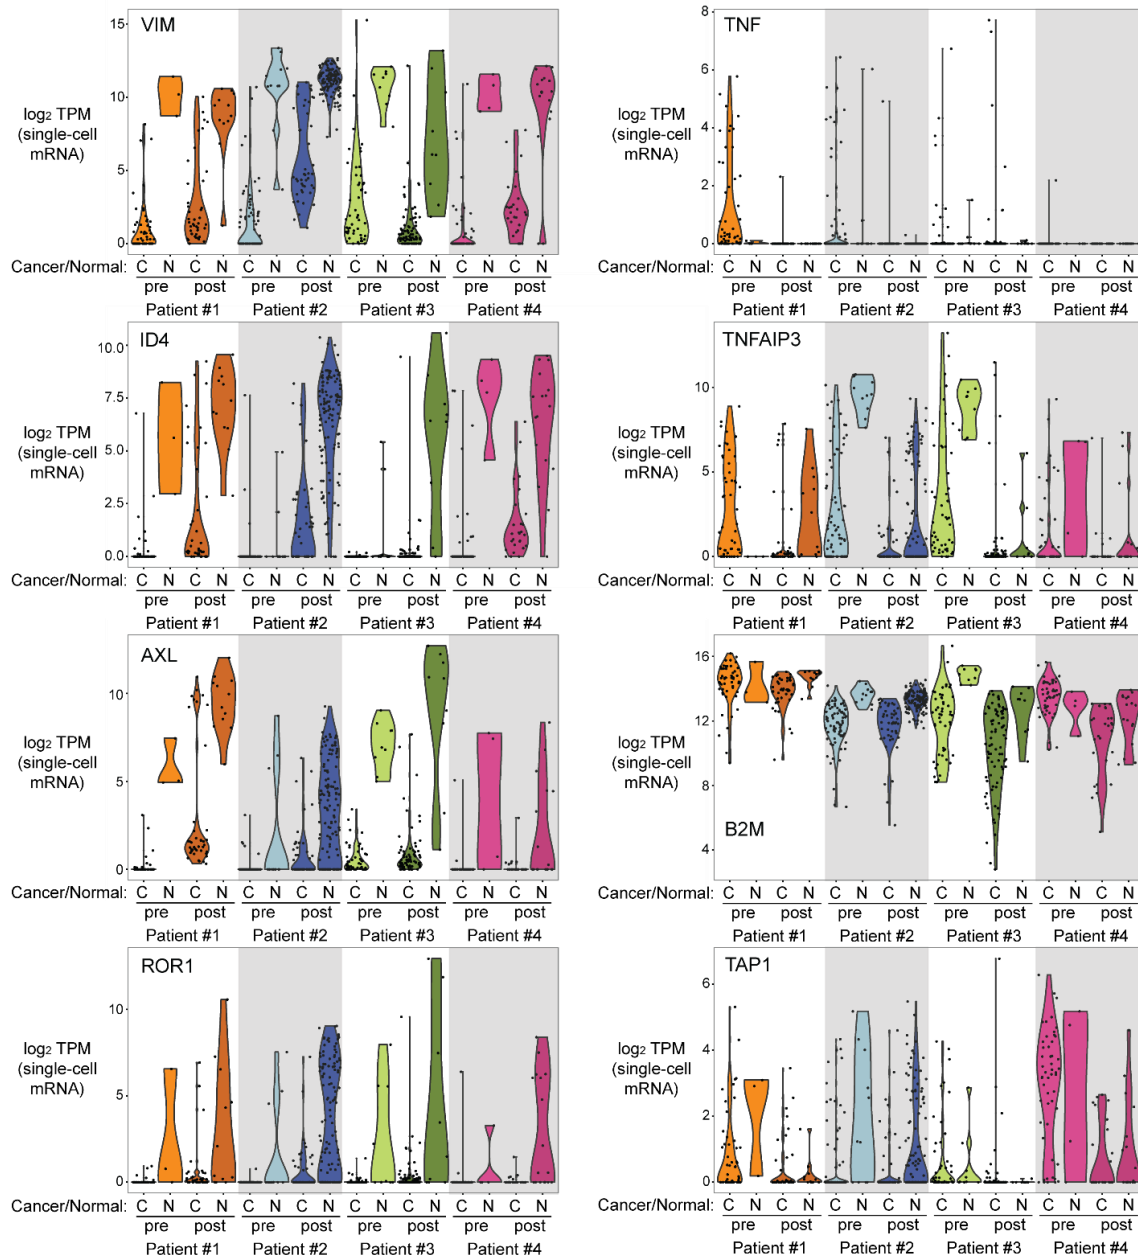 VIM
15
10
5
0
log₂ TPM
(single-cell
mRNA)
Cancer/Normal: C N C N C N C N C N C N C N C N
pre post pre post pre post pre post
Patient #1 Patient #2 Patient #3 Patient #4
TNF
8
6
4
2
0
log₂ TPM
(single-cell
mRNA)
Cancer/Normal: C N C N C N C N C N C N C N C N
pre post pre post pre post pre post
Patient #1 Patient #2 Patient #3 Patient #4
ID4
10.0
7.5
5.0
2.5
0.0
log₂ TPM
(single-cell
mRNA)
Cancer/Normal: C N C N C N C N C N C N C N C N
pre post pre post pre post pre post
Patient #1 Patient #2 Patient #3 Patient #4
TNFAIP3
10
5
0
log₂ TPM
(single-cell
mRNA)
Cancer/Normal: C N C N C N C N C N C N C N C N
pre post pre post pre post pre post
Patient #1 Patient #2 Patient #3 Patient #4
AXL
10
5
0
log₂ TPM
(single-cell
mRNA)
Cancer/Normal: C N C N C N C N C N C N C N C N
pre post pre post pre post pre post
Patient #1 Patient #2 Patient #3 Patient #4
16
12
8
4
log₂ TPM
(single-cell
mRNA)
B2M
Cancer/Normal: C N C N C N C N C N C N C N C N
pre post pre post pre post pre post
Patient #1 Patient #2 Patient #3 Patient #4
ROR1
10
5
0
log₂ TPM
(single-cell
mRNA)
Cancer/Normal: C N C N C N C N C N C N C N C N
pre post pre post pre post pre post
Patient #1 Patient #2 Patient #3 Patient #4
TAP1
6
4
2
0
log₂ TPM
(single-cell
mRNA)
Cancer/Normal: C N C N C N C N C N C N C N C N
pre post pre post pre post pre post
Patient #1 Patient #2 Patient #3 Patient #4